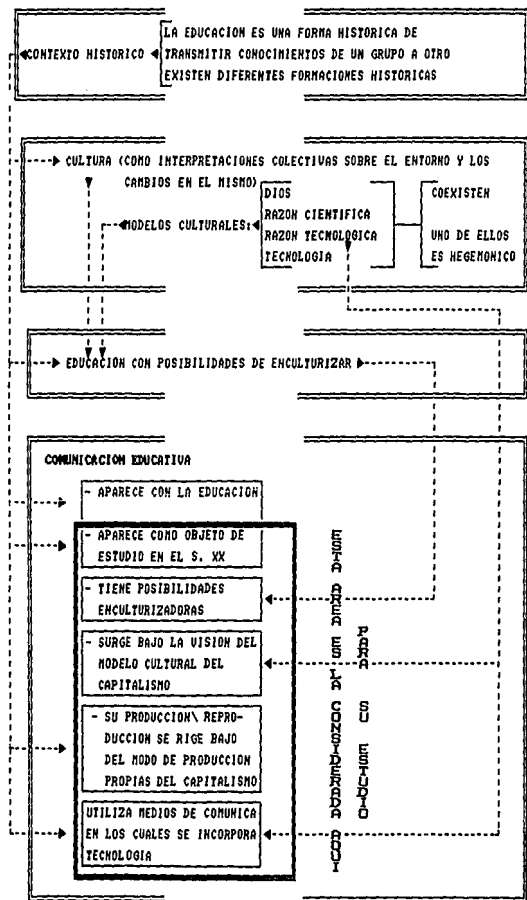 LA EDUCACION ES UNA FORMA HISTORICA DE
CONTEXTO HISTORICO
TRANSMITIR CONOCIMIENTOS DE UN GRUPO A OTRO
EXISTEN DIFERENTES FORMACIONES HISTORICAS
CULTURA (COMO INTERPRETACIONES COLECTIVAS SOBRE EL ENTORNO Y LOS
CAMBIOS EN EL MISMO)
MODELOS CULTURALES:
DIOS
RAZON CIENTIFICA
RAZON TECNOLOGICA
TECNOLOGIA
COEXISTEN
UNO DE ELLOS
ES HEGEMONICO
EDUCACION CON POSIBILIDADES DE ENCULTURIZAR
COMUNICACION EDUCATIVA
- APARECE CON LA EDUCACION
- APARECE COMO OBJETO DE
ESTUDIO EN EL S. XX
- TIENE POSIBILIDADES
ENCULTURIZADORAS
- SURGE BAJO LA VISION DEL
MODELO CULTURAL DEL
CAPITALISMO
- SU PRODUCCION\ REPRO-
DUCCION SE RIGE BAJO
DEL MODO DE PRODUCCION
PROPIAS DEL CAPITALISMO
UTILIZA MEDIOS DE COMUNICA
EN LOS CUALES SE INCORPORA
TECNOLOGIA
ESTA AREA ES LA CONSIDERADA AQUI
PARA SU ESTUDIO